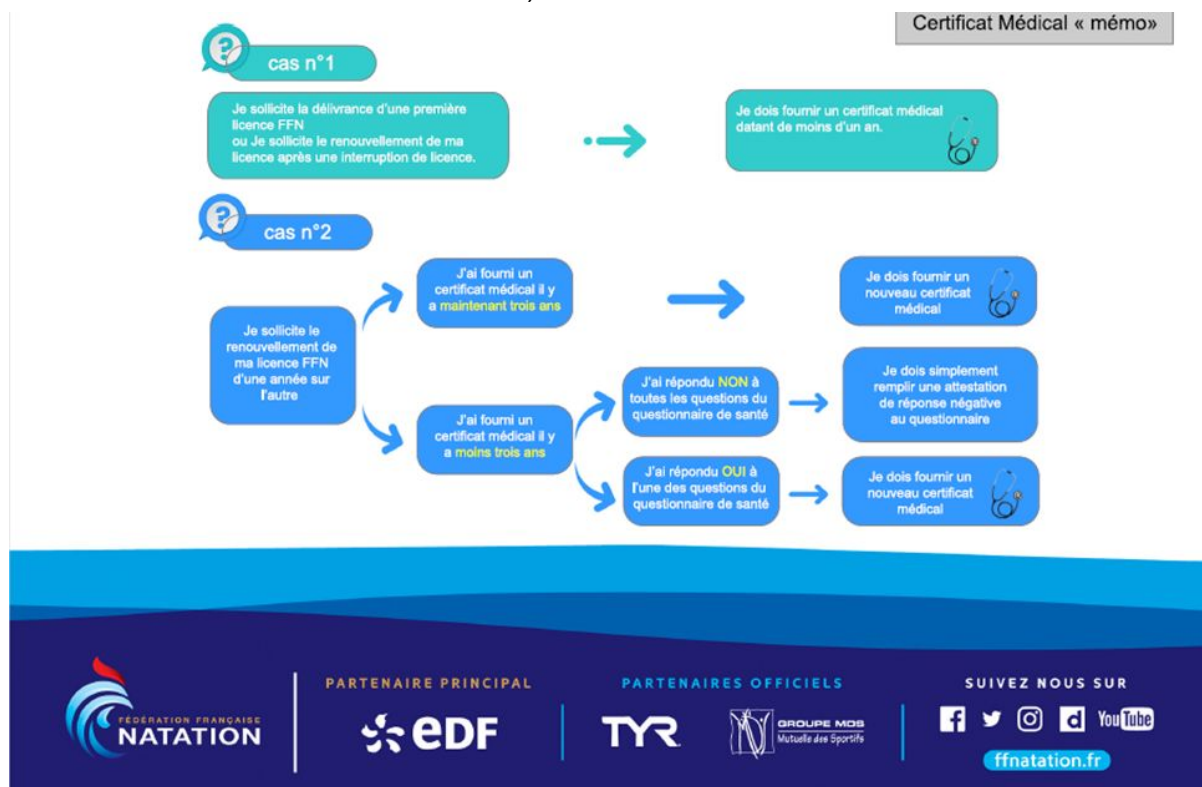 Certificat Médical « mémo»
?
cas n°1
Je sollicite la délivrance d'une première
licence FFN
ou Je sollicite le renouvellement de ma
licence après une interruption de licence.
Je dois fournir un certificat médical
datant de moins d'un an.
?
cas n°2
J'ai fourni un
certificat médical il y
a maintenant trois ans
Je dois fournir un
nouveau certificat
médical
Je sollicite le
renouvellement de
ma licence FFN
d'une année sur
l'autre
J'ai fourni un
certificat médical il y
a moins trois ans
J'ai répondu NON à
toutes les questions du
questionnaire de santé
Je dois simplement
remplir une attestation
de réponse négative
au questionnaire
J'ai répondu OUI à
l'une des questions du
questionnaire de santé
Je dois fournir un
nouveau certificat
médical
FÉDÉRATION FRANÇAISE
NATATION
PARTENAIRE PRINCIPAL
eDF
PARTENAIRES OFFICIELS
TYR
GROUPE MDS
Mutuelle des Sportifs
SUIVEZ NOUS SUR
YouTube
ffnatation.fr